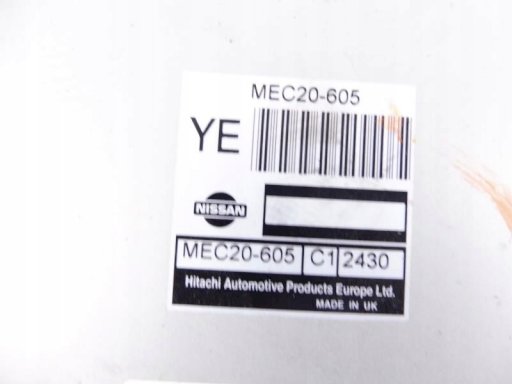 MEC20-605
YE
NISSAN
MEC20-605 C1 2430
Hitachi Automotive Products Europe Ltd.
MADE IN UK